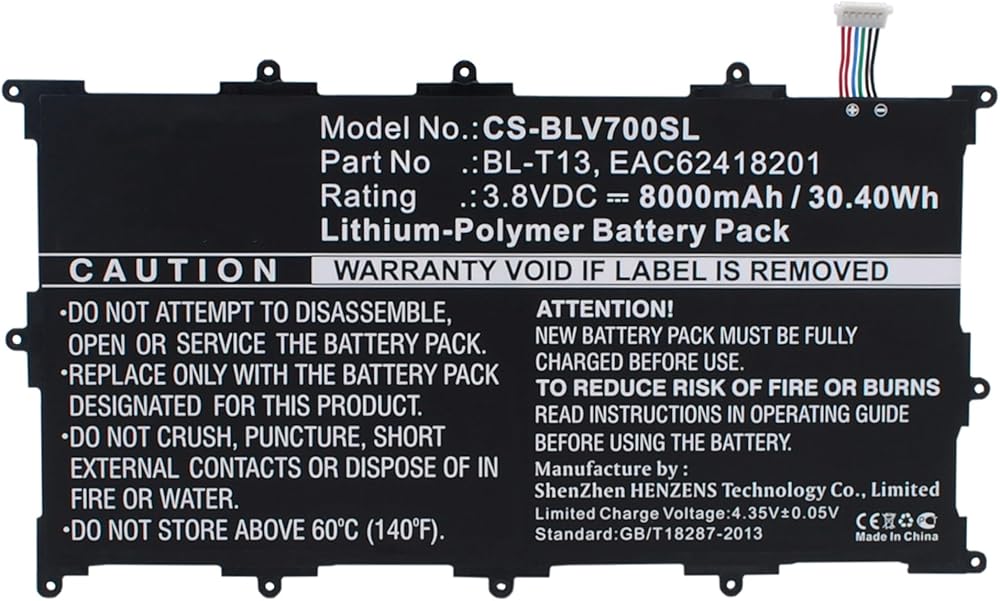 Model No.: CS-BLV700SL
Part No .: BL-T13, EAC62418201
Rating .: 3.8VDC ⎓ 8000mAh / 30.40Wh
Lithium-Polymer Battery Pack
CAUTION
WARRANTY VOID IF LABEL IS REMOVED
•DO NOT ATTEMPT TO DISASSEMBLE,
OPEN OR SERVICE THE BATTERY PACK.
•REPLACE ONLY WITH THE BATTERY PACK
DESIGNATED FOR THIS PRODUCT.
•DO NOT CRUSH, PUNCTURE, SHORT
EXTERNAL CONTACTS OR DISPOSE OF IN
FIRE OR WATER.
•DO NOT STORE ABOVE 60℃ (140℉).
ATTENTION!
NEW BATTERY PACK MUST BE FULLY
CHARGED BEFORE USE.
TO REDUCE RISK OF FIRE OR BURNS
READ INSTRUCTIONS IN OPERATING GUIDE
BEFORE USING THE BATTERY.
Manufacture by :
ShenZhen HENZENS Technology Co., Limited
Limited Charge Voltage:4.35V±0.05V
Standard:GB/T18287-2013
CE
Made In China